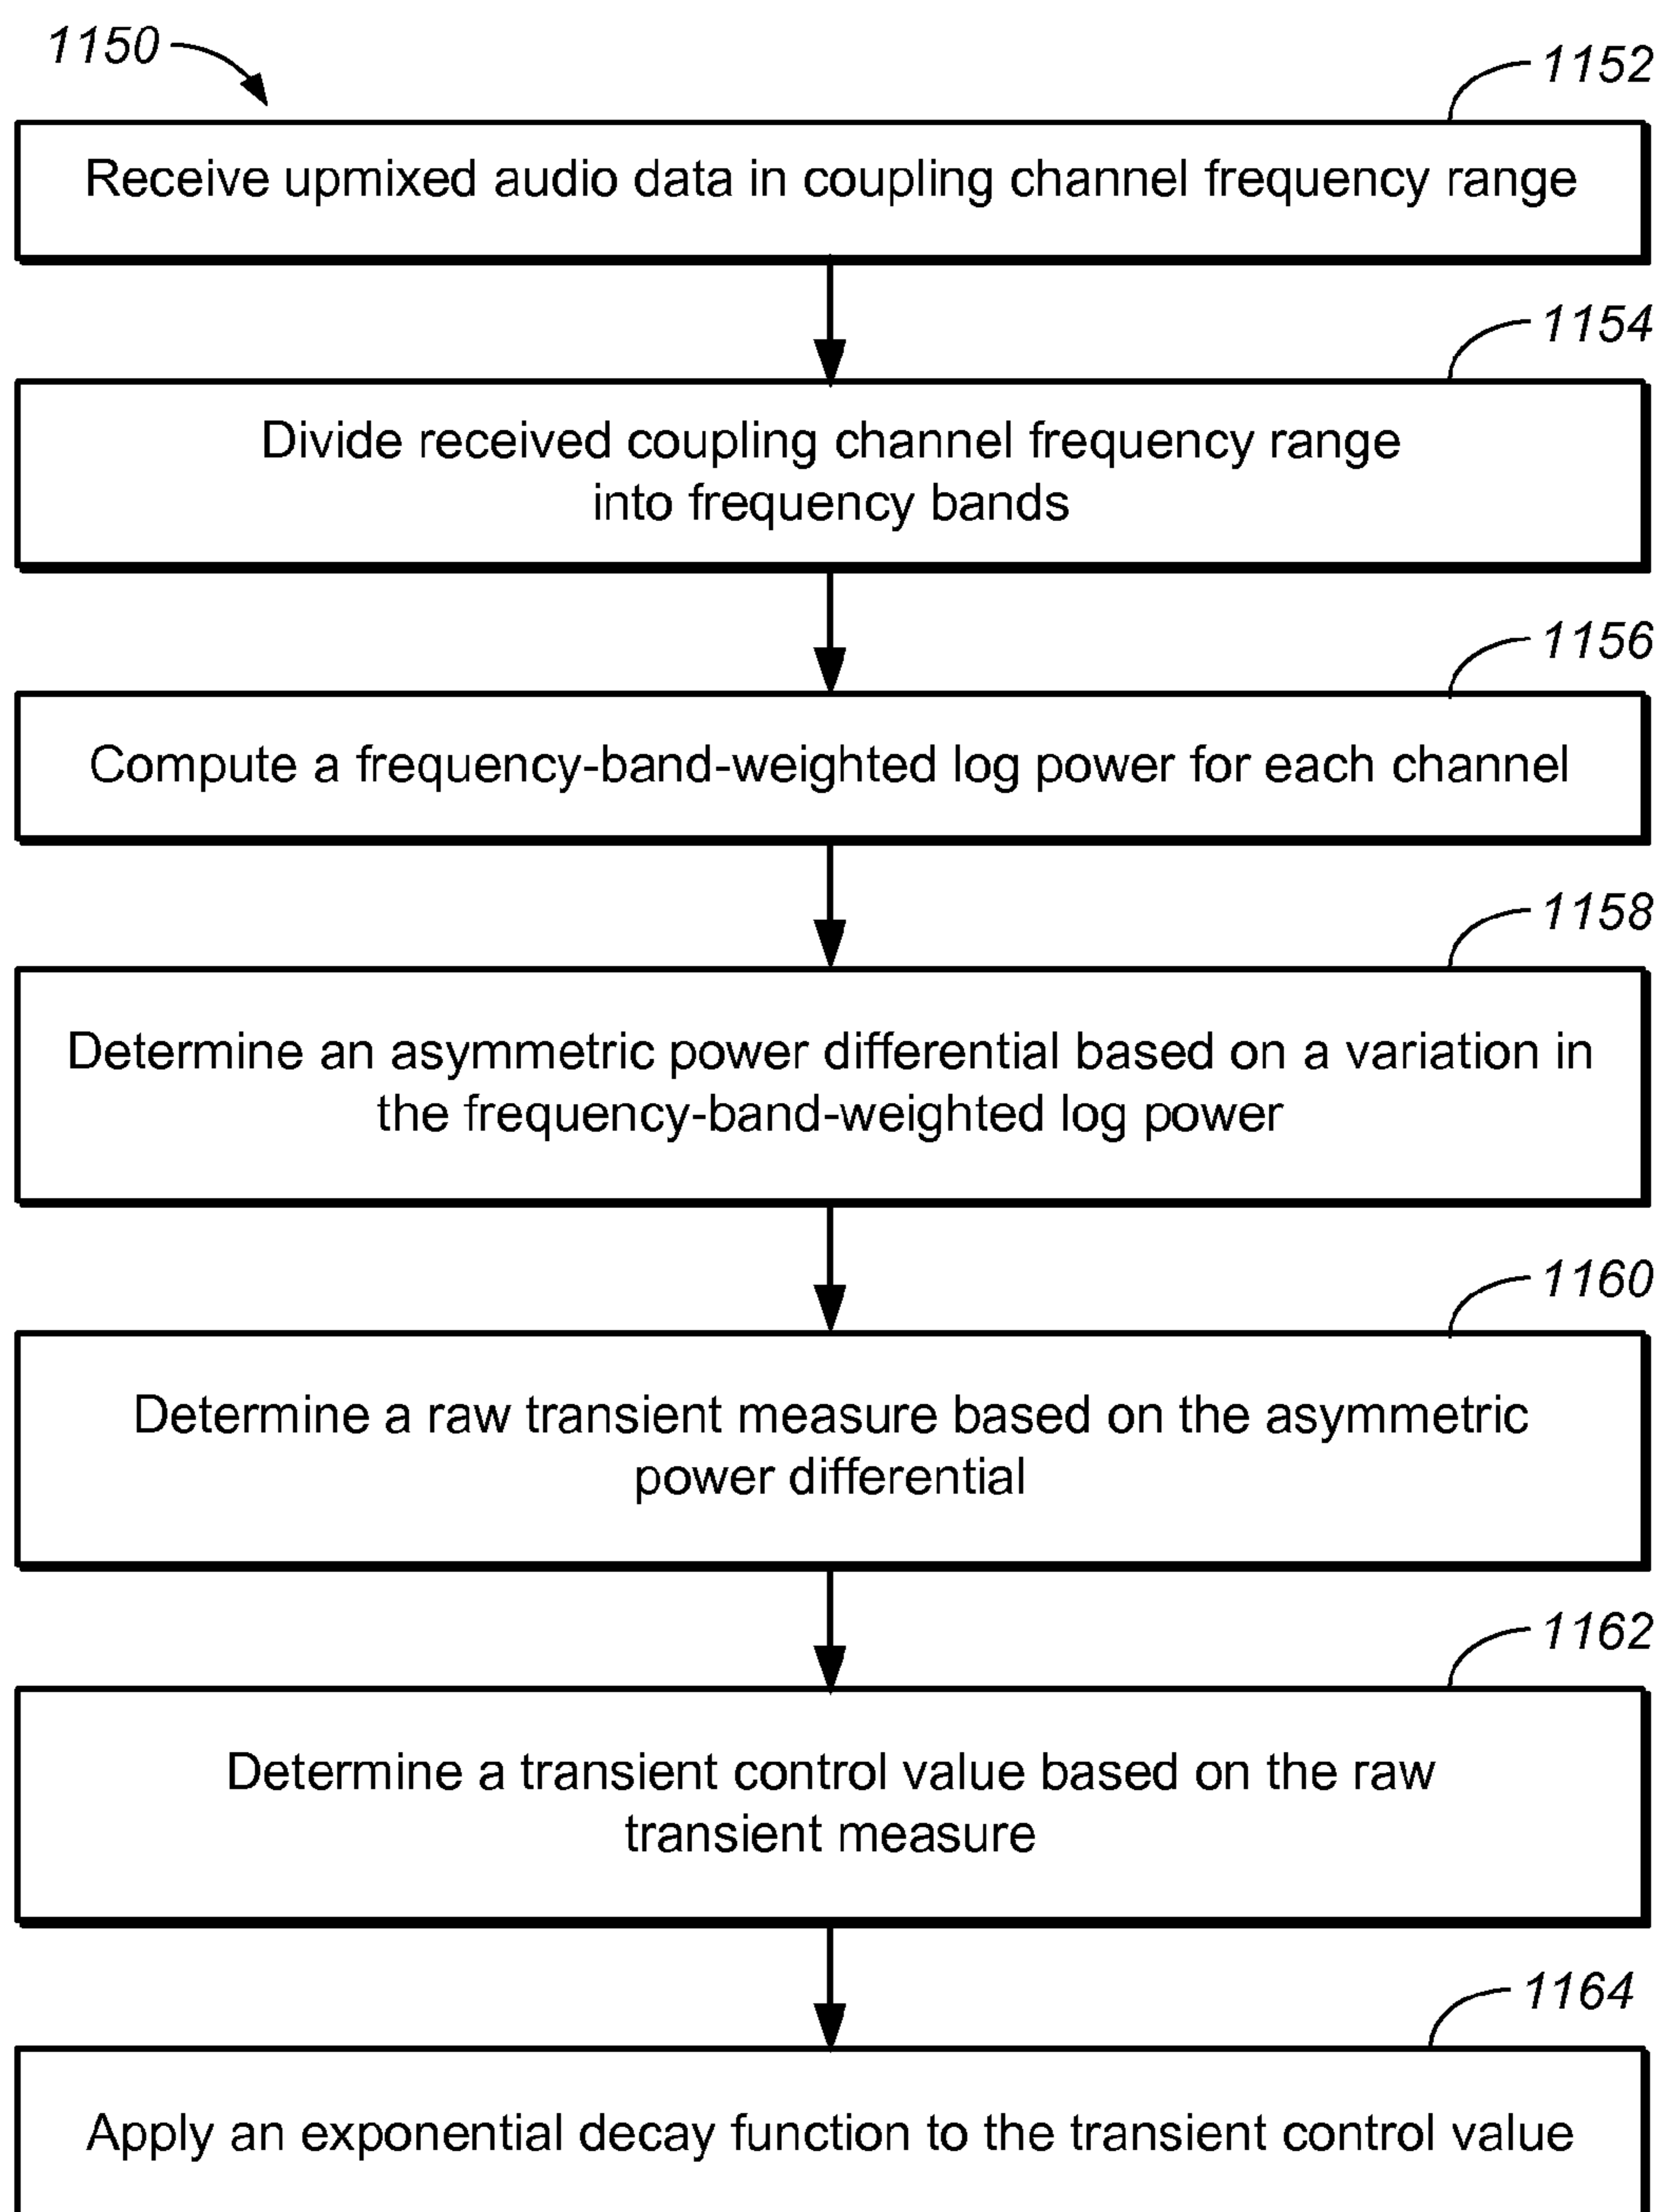 1150
1152
Receive upmixed audio data in coupling channel frequency range
1154
Divide received coupling channel frequency range
into frequency bands
1156
Compute a frequency-band-weighted log power for each channel
1158
Determine an asymmetric power differential based on a variation in
the frequency-band-weighted log power
1160
Determine a raw transient measure based on the asymmetric
power differential
1162
Determine a transient control value based on the raw
transient measure
1164
Apply an exponential decay function to the transient control value